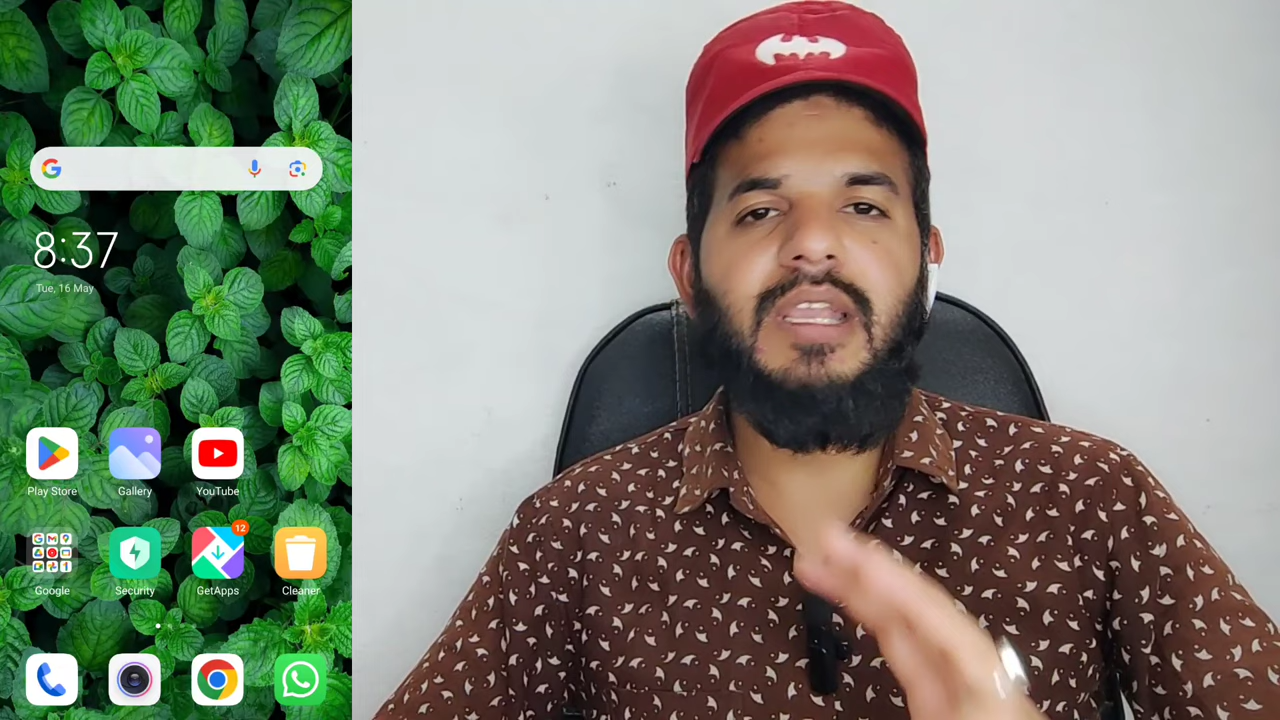 8:37
Tue, 16 May
Play Store
Gallery
YouTube
12
Google
Security
GetApps
Cleaner